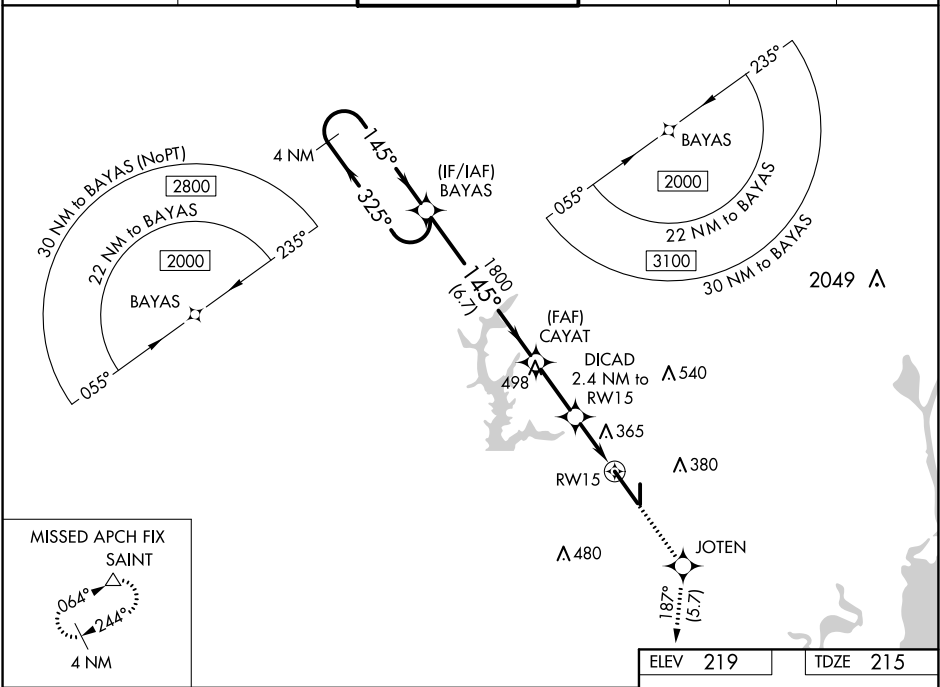 30 NM to BAYAS (NoPT)
2800
22 NM to BAYAS
2000
235°
BAYAS
055°
4 NM
145°
325°
(IF/IAF)
BAYAS
1800
145°
(6.7)
235°
BAYAS
055°
2000
22 NM to BAYAS
3100
30 NM to BAYAS
2049
(FAF)
CAYAT
498
DICAD
2.4 NM to
RW15
540
365
380
RW15
480
JOTEN
187°
(5.7)
MISSED APCH FIX
SAINT
064°
244°
4 NM
ELEV 219
TDZE 215